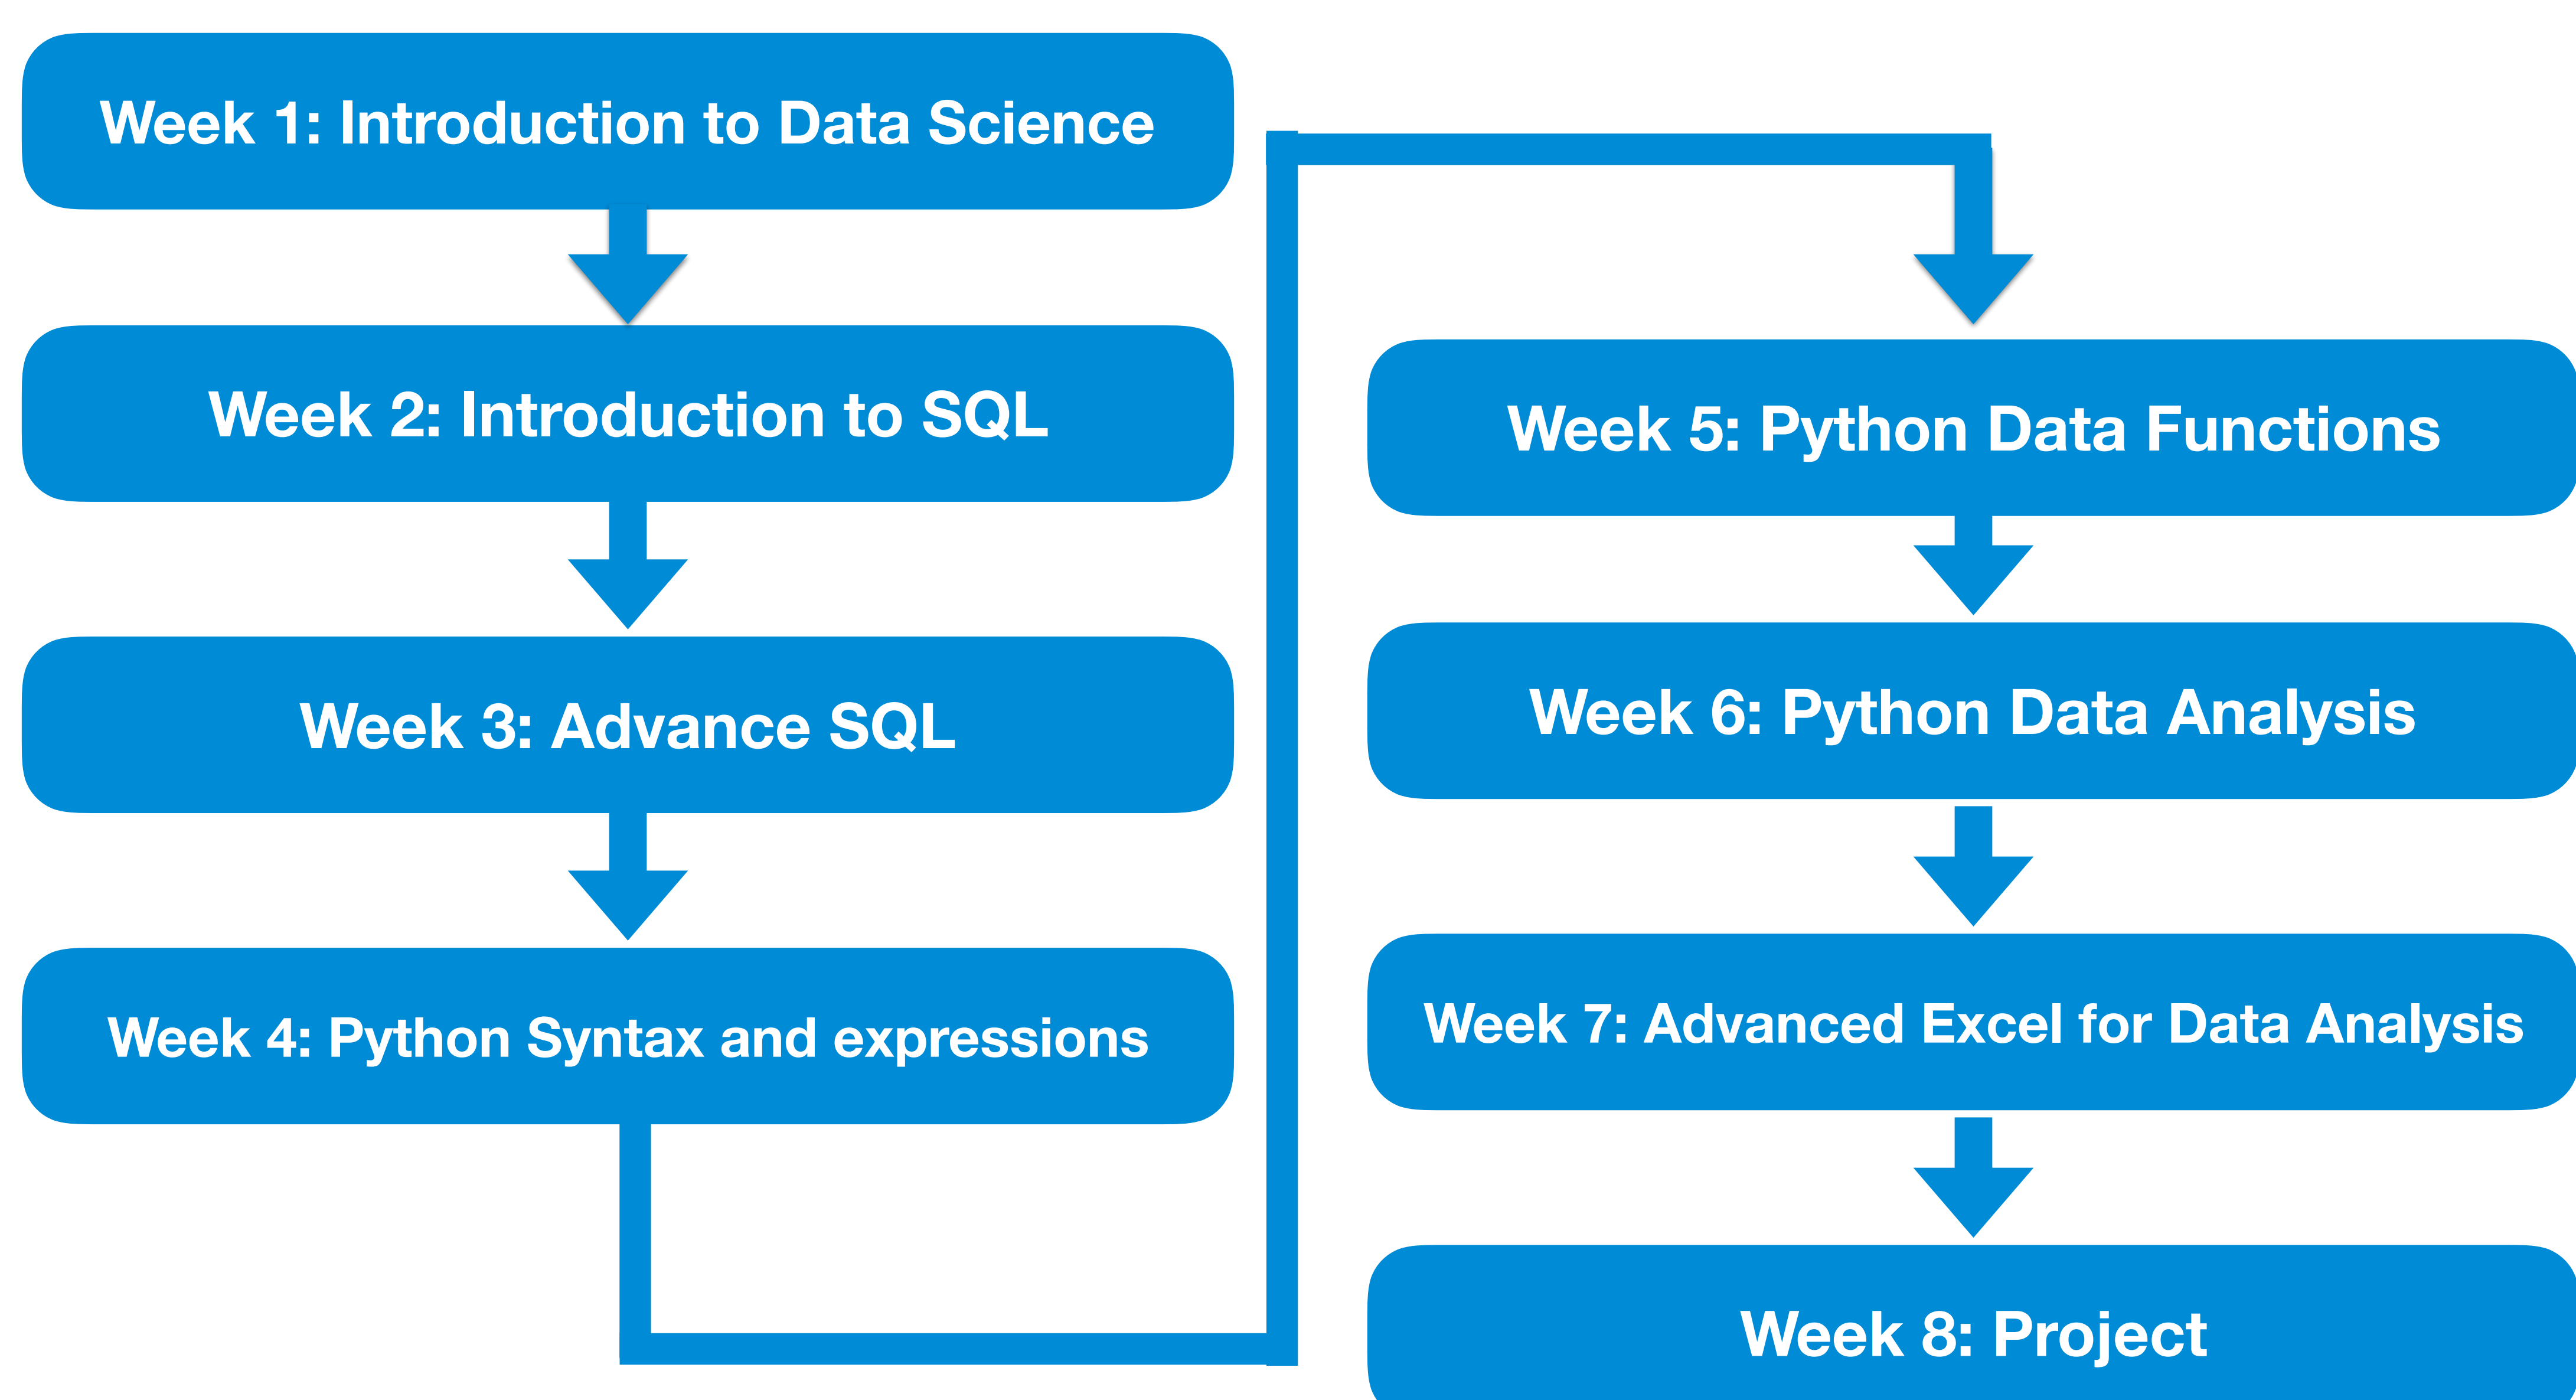 Week 1: Introduction to Data Science
Week 2: Introduction to SQL
Week 3: Advance SQL
Week 4: Python Syntax and expressions
Week 5: Python Data Functions
Week 6: Python Data Analysis
Week 7: Advanced Excel for Data Analysis
Week 8: Project